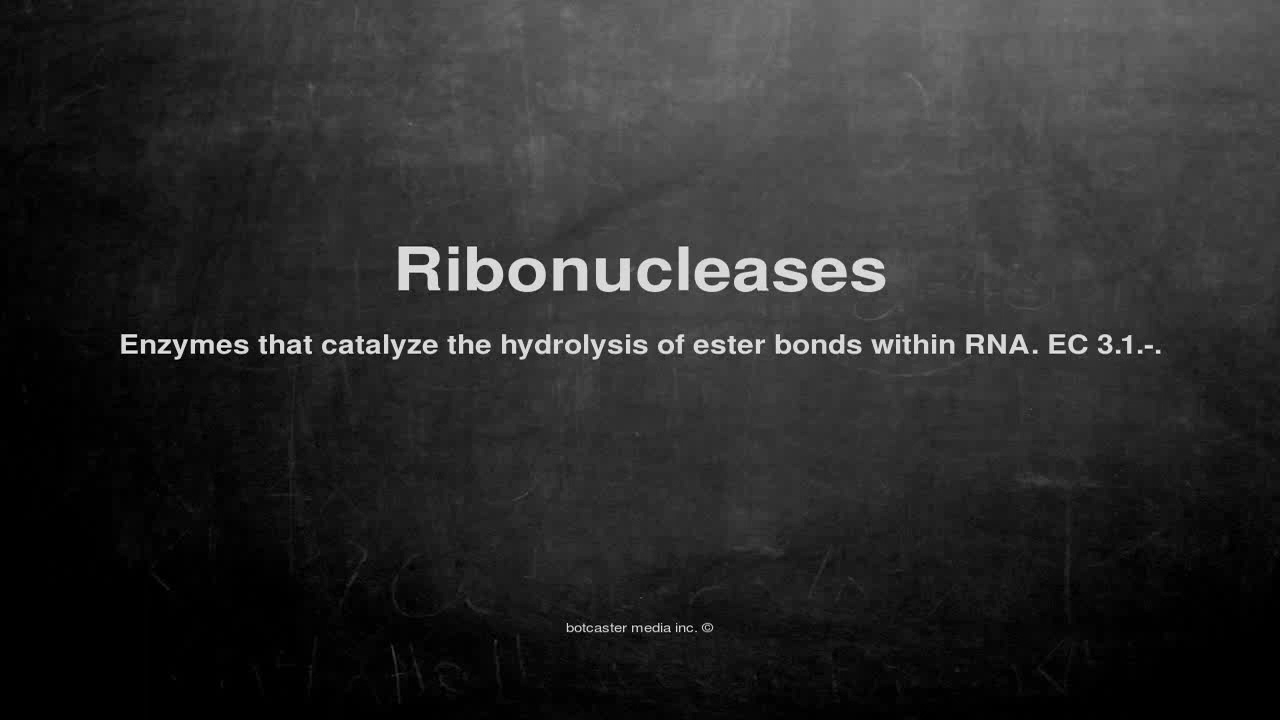 Ribonucleases
Enzymes that catalyze the hydrolysis of ester bonds within RNA. EC 3.1.-.
botcaster media inc. ©